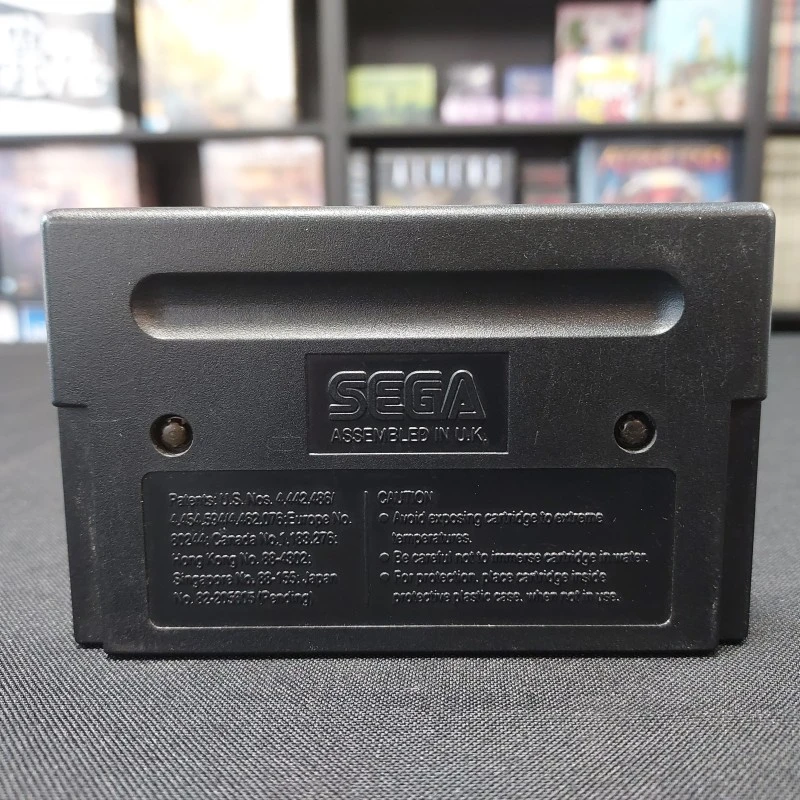 ALIENS
SEGA
ASSEMBLED IN U.K.
Patents: U.S. Nos. 4,442,486/
4,454,594/4,462,076; Europe No.
80244; Canada No. 1,183,276;
Hong Kong No. 88-4302;
Singapore No. 88-155; Japan
No. 82-205605 (Pending)
CAUTION
● Avoid exposing cartridge to extreme
temperatures.
● Be careful not to immerse cartridge in water.
● For protection, place cartridge inside
protective plastic case, when not in use.